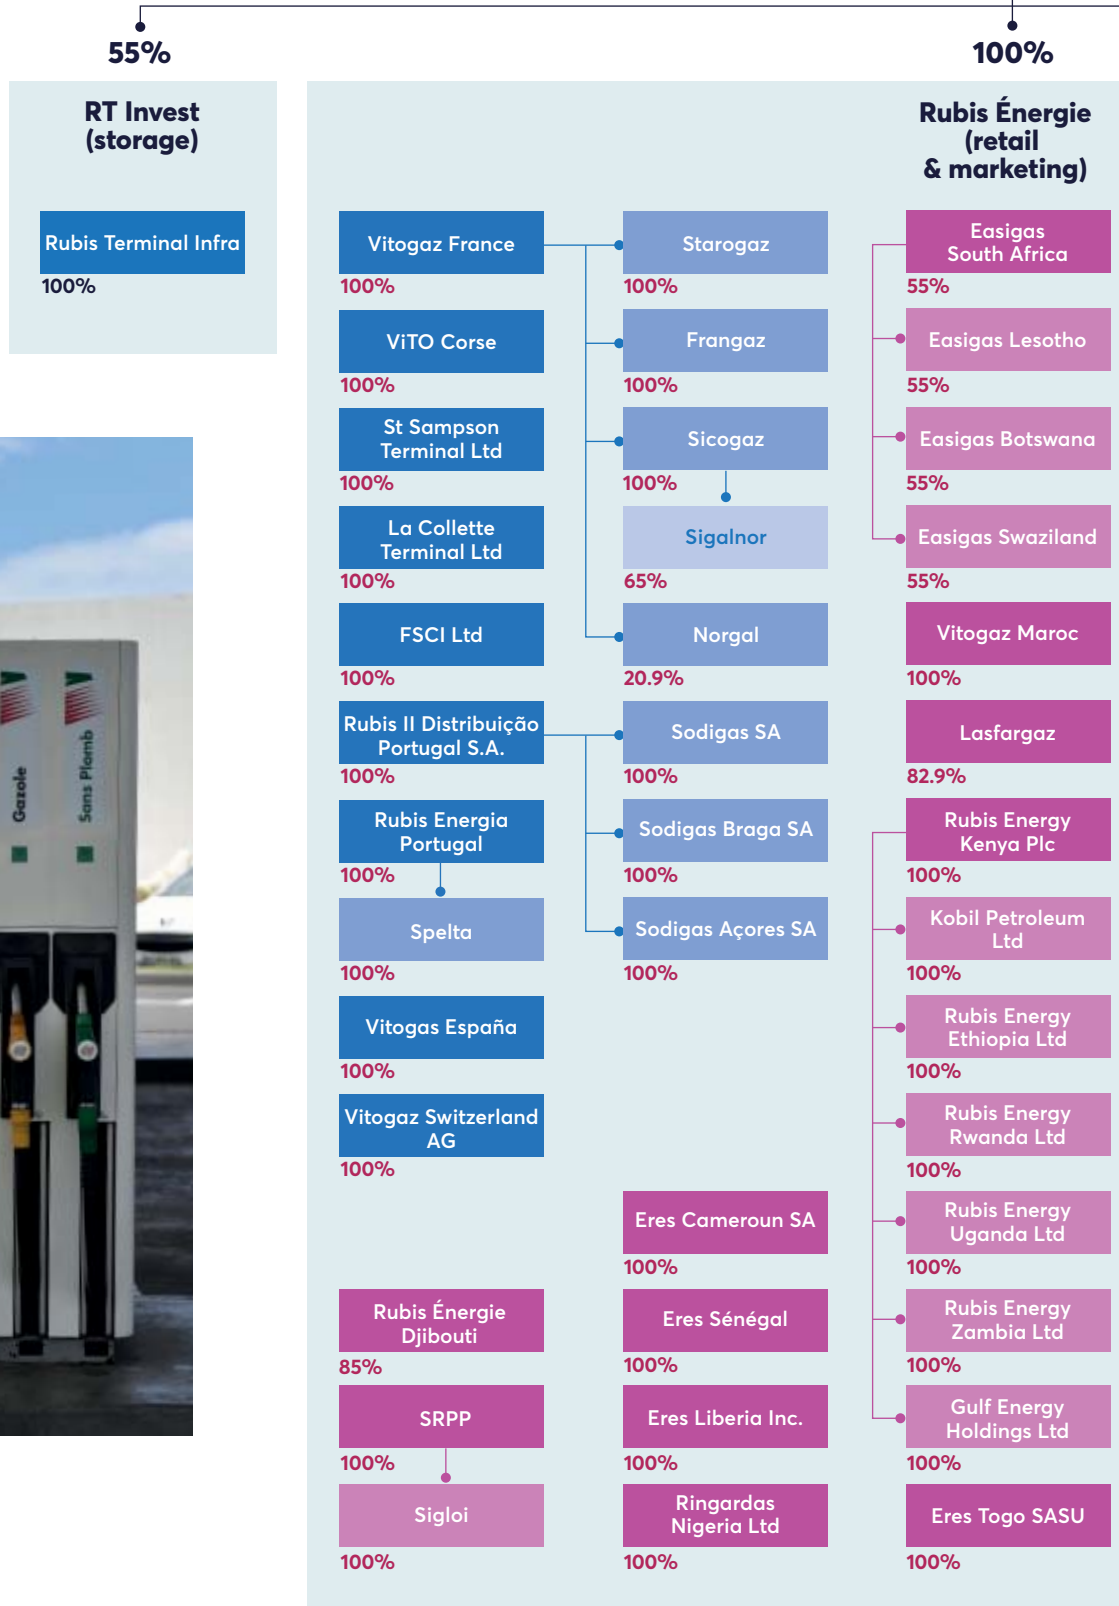 55%
100%
RT Invest
(storage)
Rubis Terminal Infra
100%
Rubis Énergie
(retail
& marketing)
Vitogaz France
100%
ViTO Corse
100%
St Sampson
Terminal Ltd
100%
La Collette
Terminal Ltd
100%
FSCI Ltd
100%
Rubis II Distribuição
Portugal S.A.
100%
Rubis Energia
Portugal
100%
Spelta
100%
Vitogas España
100%
Vitogaz Switzerland
AG
100%
Rubis Énergie
Djibouti
85%
SRPP
100%
Sigloi
100%
Starogaz
100%
Frangaz
100%
Sicogaz
100%
Sigalnor
65%
Norgal
20.9%
Sodigas SA
100%
Sodigas Braga SA
100%
Sodigas Açores SA
100%
Eres Cameroun SA
100%
Eres Sénégal
100%
Eres Liberia Inc.
100%
Ringardas
Nigeria Ltd
100%
Easigas
South Africa
55%
Easigas Lesotho
55%
Easigas Botswana
55%
Easigas Swaziland
55%
Vitogaz Maroc
100%
Lasfargaz
82.9%
Rubis Energy
Kenya Plc
100%
Kobil Petroleum
Ltd
100%
Rubis Energy
Ethiopia Ltd
100%
Rubis Energy
Rwanda Ltd
100%
Rubis Energy
Uganda Ltd
100%
Rubis Energy
Zambia Ltd
100%
Gulf Energy
Holdings Ltd
100%
Eres Togo SASU
100%
Gazole
Sans Plomb